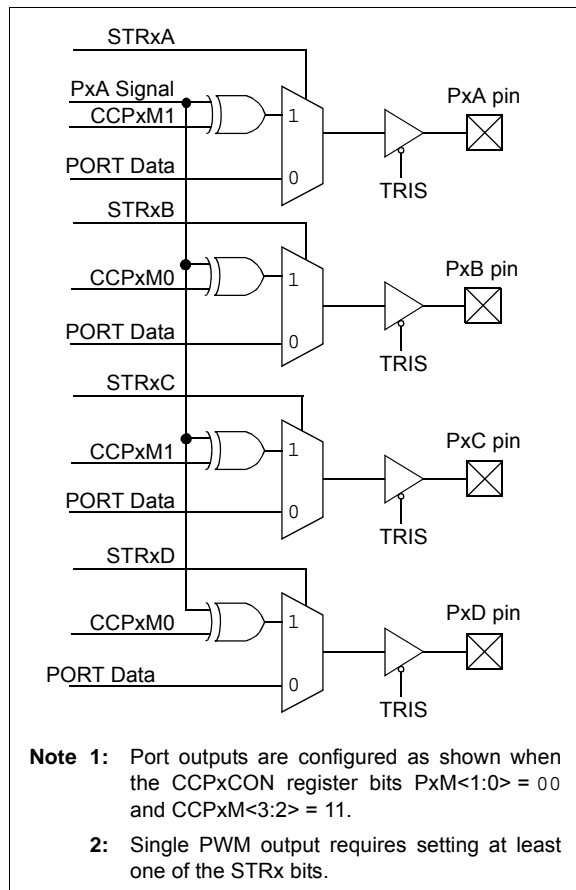 STRxA
PxA Signal
CCPxM1
1
PORT Data
0
TRIS
PxA pin
STRxB
CCPxM0
1
PORT Data
0
TRIS
PxB pin
STRxC
CCPxM1
1
PORT Data
0
TRIS
PxC pin
STRxD
CCPxM0
1
PORT Data
0
TRIS
PxD pin
Note 1: Port outputs are configured as shown when
the CCPxCON register bits PxM<1:0> = 00
and CCPxM<3:2> = 11.
2: Single PWM output requires setting at least
one of the STRx bits.